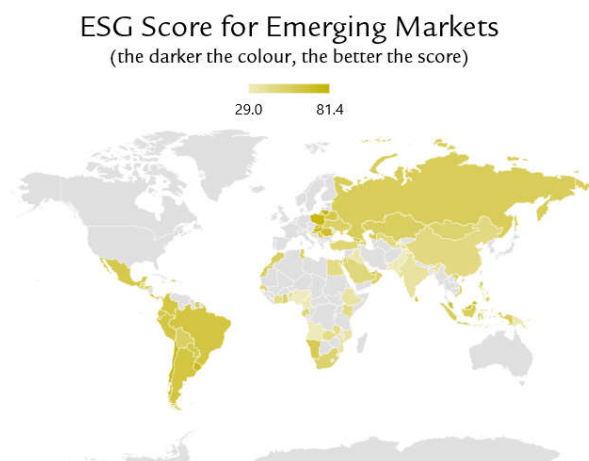 ESG Score for Emerging Markets
(the darker the colour, the better the score)
29.0 81.4